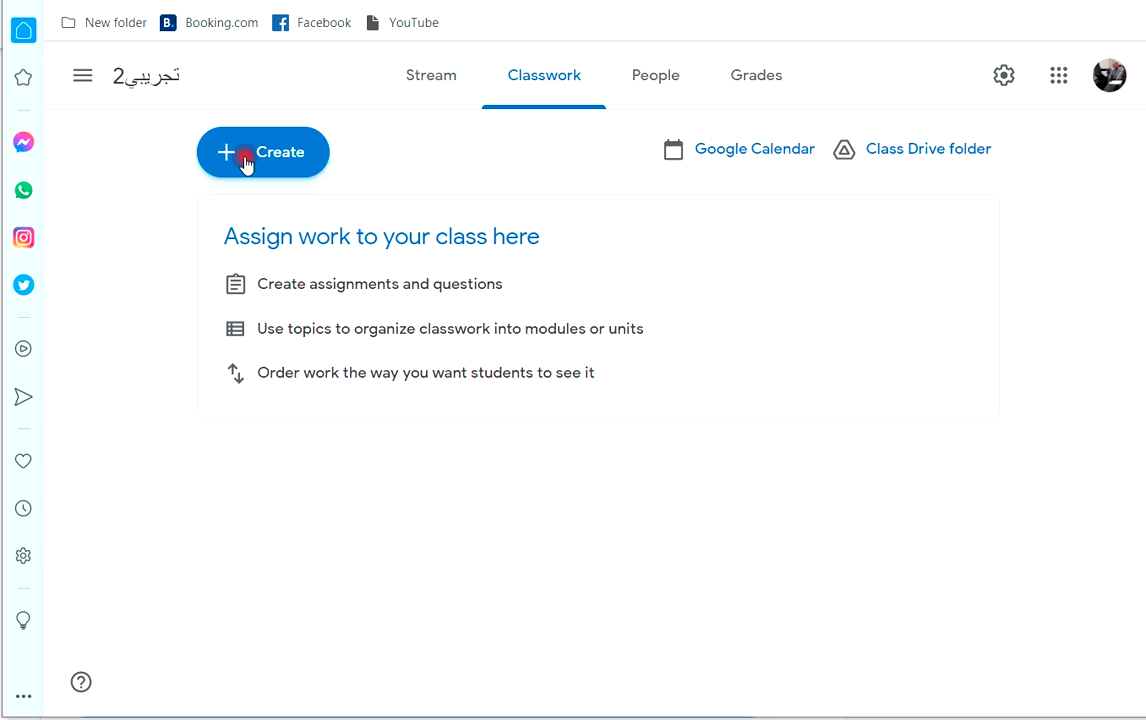 New folder Booking.com Facebook YouTube
تجريبي2 Stream Classwork People Grades
Create Google Calendar Class Drive folder
Assign work to your class here
Create assignments and questions
Use topics to organize classwork into modules or units
Order work the way you want students to see it